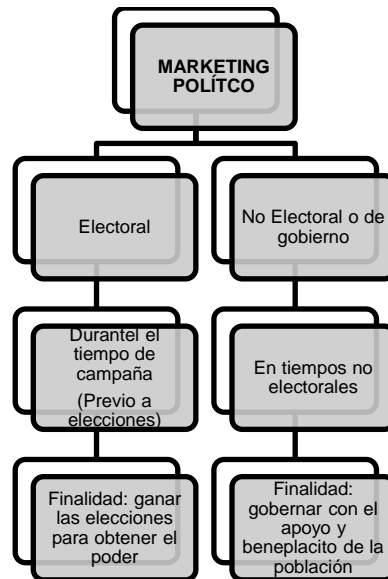 MARKETING
POLÍTCO
Electoral
No Electoral o de
gobierno
Durantel el
tiempo de
campaña
(Previo a
elecciones)
En tiempos no
electorales
Finalidad: ganar
las elecciones
para obtener el
poder
Finalidad:
gobernar con el
apoyo y
beneplacito de la
población